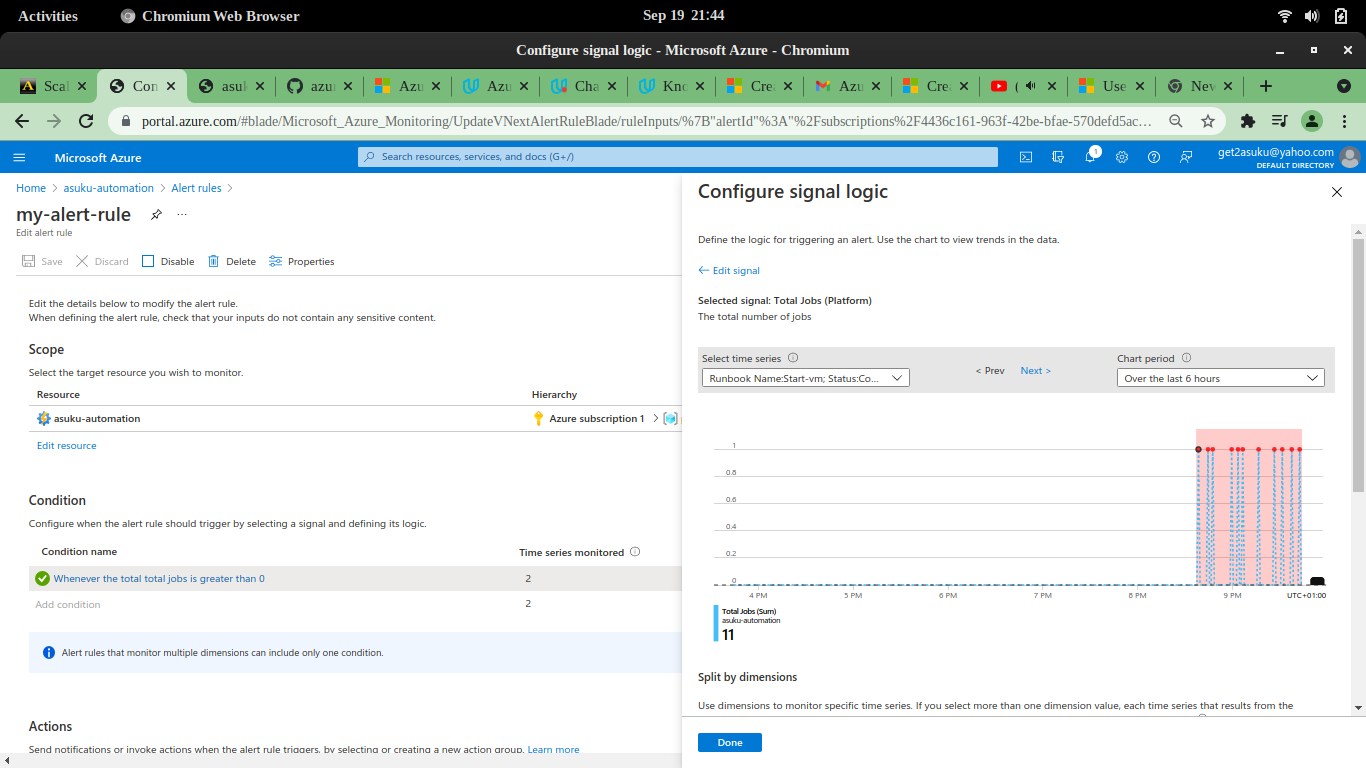 Activities Chromium Web Browser Sep 19 21:44
Configure signal logic - Microsoft Azure - Chromium
Scal Con asuk azur Azu Azu Cha Kno Crea Azu Crea ( Use Nev
portal.azure.com/#blade/Microsoft_Azure_Monitoring/UpdateVNextAlertRuleBlade/ruleInputs/%7B"alertId"%3A"%2Fsubscriptions%2F4436c161-963f-42be-bfae-570defd5ac…
Microsoft Azure
Search resources, services, and docs (G+/)
1
get2asuku@yahoo.com
DEFAULT DIRECTORY
Home > asuku-automation > Alert rules >
my-alert-rule ...
Edit alert rule
Save Discard Disable Delete Properties
Edit the details below to modify the alert rule.
When defining the alert rule, check that your inputs do not contain any sensitive content.
Scope
Select the target resource you wish to monitor.
Resource Hierarchy
asuku-automation Azure subscription 1 >
Edit resource
Condition
Configure when the alert rule should trigger by selecting a signal and defining its logic.
Condition name Time series monitored
Whenever the total total jobs is greater than 0 2
Add condition 2
Alert rules that monitor multiple dimensions can include only one condition.
Actions
Send notifications or invoke actions when the alert rule triggers, by selecting or creating a new action group. Learn more
Configure signal logic
Define the logic for triggering an alert. Use the chart to view trends in the data.
Edit signal
Selected signal: Total Jobs (Platform)
The total number of jobs
Select time series
Runbook Name:Start-vm; Status:Co...
< Prev Next >
Chart period
Over the last 6 hours
1
0.8
0.6
0.4
0.2
0
4 PM 5 PM 6 PM 7 PM 8 PM 9 PM UTC+01:00
Total Jobs (Sum)
asuku-automation
11
Split by dimensions
Use dimensions to monitor specific time series. If you select more than one dimension value, each time series that results from the
Done